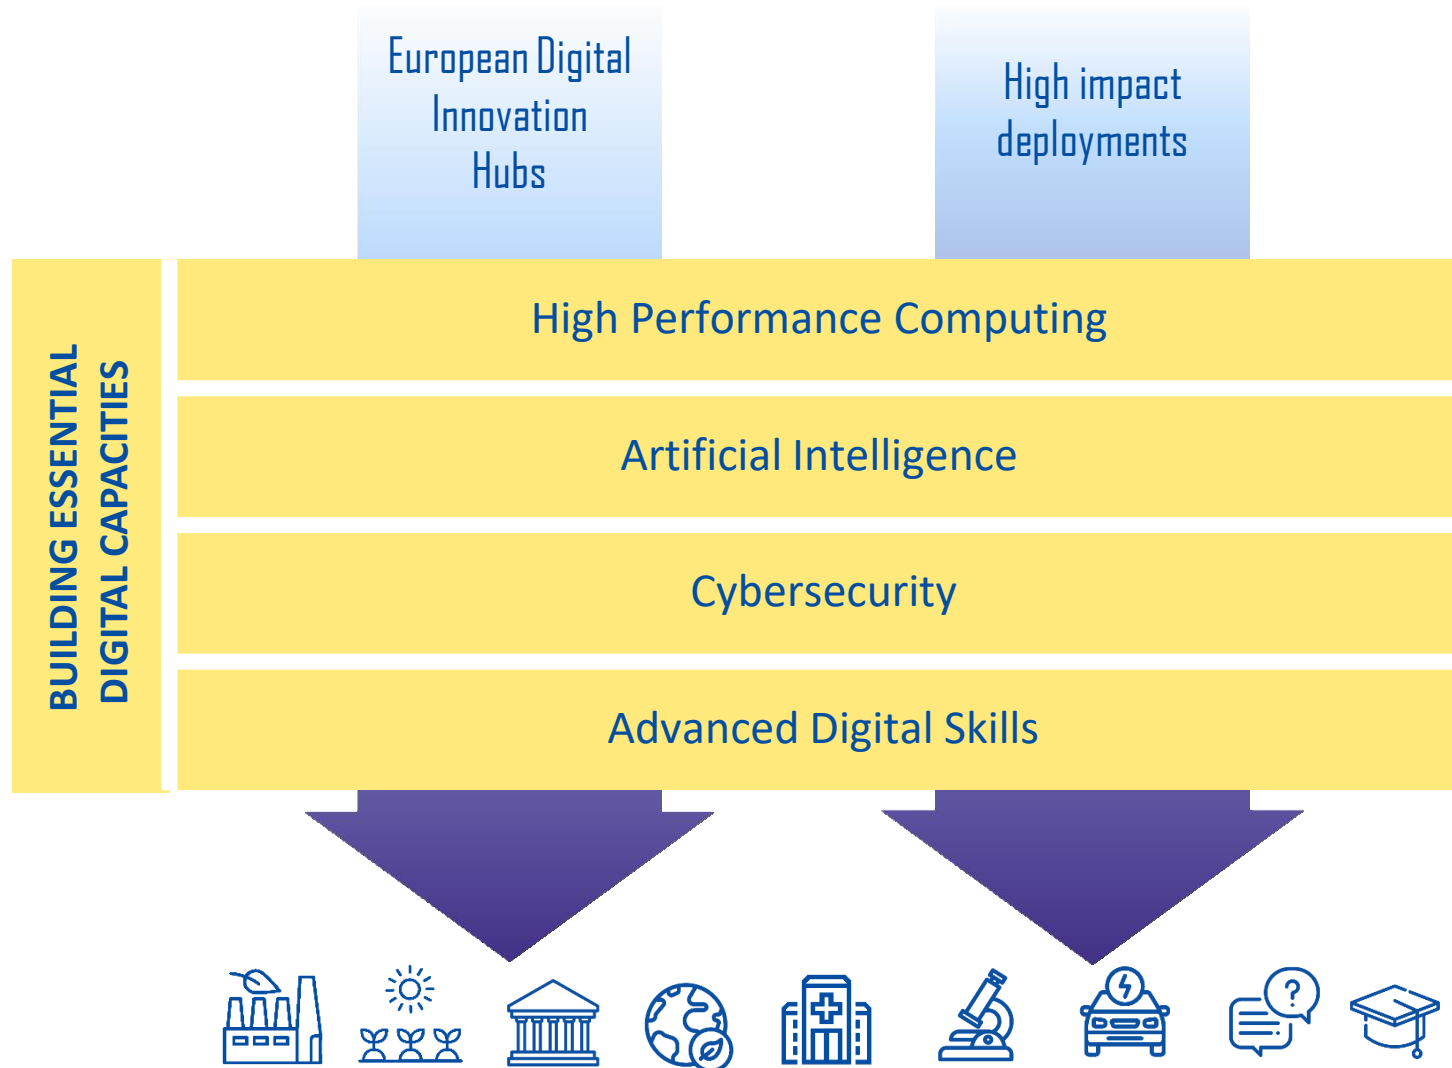 European Digital
Innovation
Hubs
High impact
deployments
BUILDING ESSENTIAL
DIGITAL CAPACITIES
High Performance Computing
Artificial Intelligence
Cybersecurity
Advanced Digital Skills
?